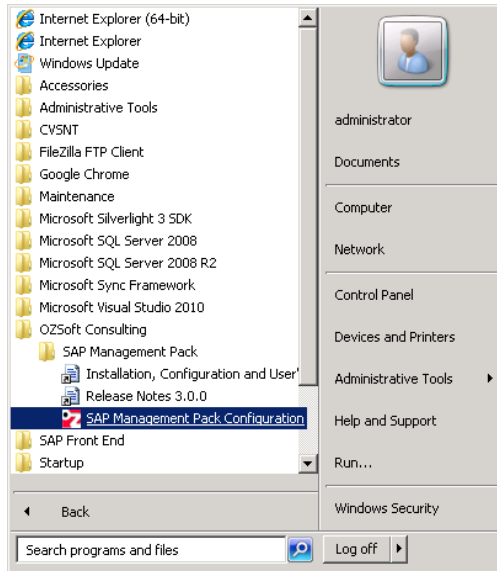 Internet Explorer (64-bit)
Internet Explorer
Windows Update
Accessories
Administrative Tools
CVSNT
FileZilla FTP Client
Google Chrome
Maintenance
Microsoft Silverlight 3 SDK
Microsoft SQL Server 2008
Microsoft SQL Server 2008 R2
Microsoft Sync Framework
Microsoft Visual Studio 2010
OZSoft Consulting
SAP Management Pack
Installation, Configuration and User'
Release Notes 3.0.0
SAP Management Pack Configuration
SAP Front End
Startup
Back
Search programs and files
administrator
Documents
Computer
Network
Control Panel
Devices and Printers
Administrative Tools
Help and Support
Run...
Windows Security
Log off